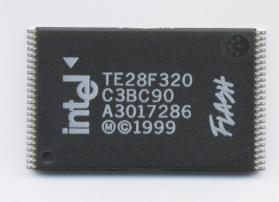 intel
TE28F320
C3BC90
A3017286
Ⓜ©1999
FLASH